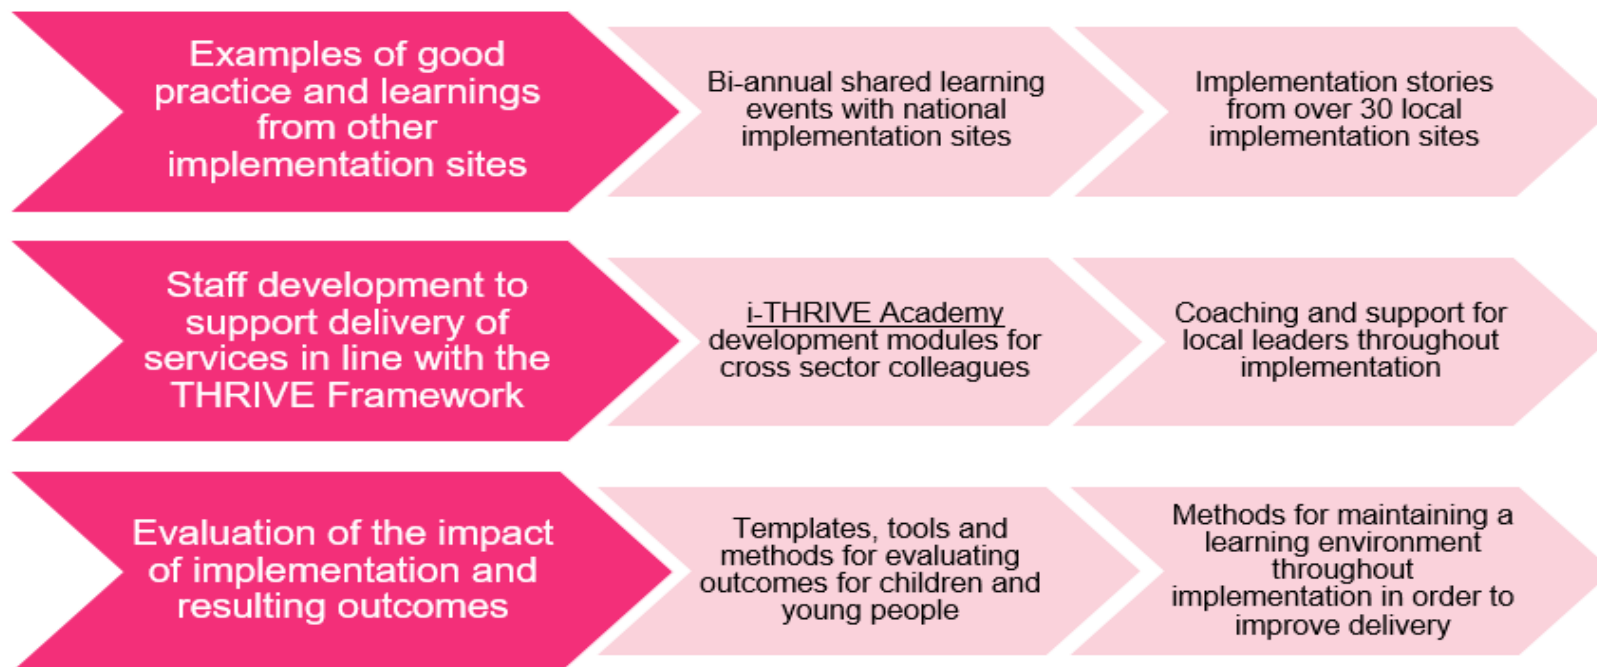 Examples of good
practice and learnings
from other
implementation sites
Bi-annual shared learning
events with national
implementation sites
Implementation stories
from over 30 local
implementation sites
Staff development to
support delivery of
services in line with the
THRIVE Framework
i-THRIVE Academy
development modules for
cross sector colleagues
Coaching and support for
local leaders throughout
implementation
Evaluation of the impact
of implementation and
resulting outcomes
Templates, tools and
methods for evaluating
outcomes for children and
young people
Methods for maintaining a
learning environment
throughout
implementation in order to
improve delivery